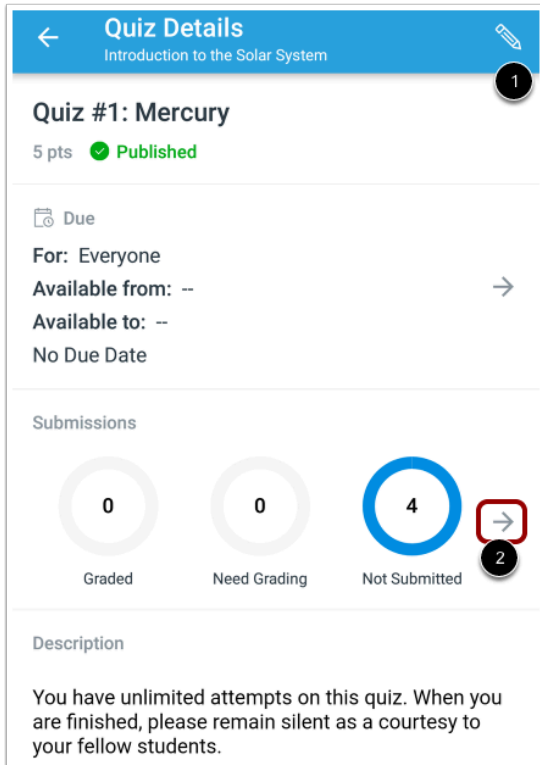 Quiz Details
Introduction to the Solar System
1
Quiz #1: Mercury
5 pts Published
Due
For: Everyone
Available from: --
Available to: --
No Due Date
Submissions
0 0 4
2
Graded Need Grading Not Submitted
Description
You have unlimited attempts on this quiz. When you
are finished, please remain silent as a courtesy to
your fellow students.